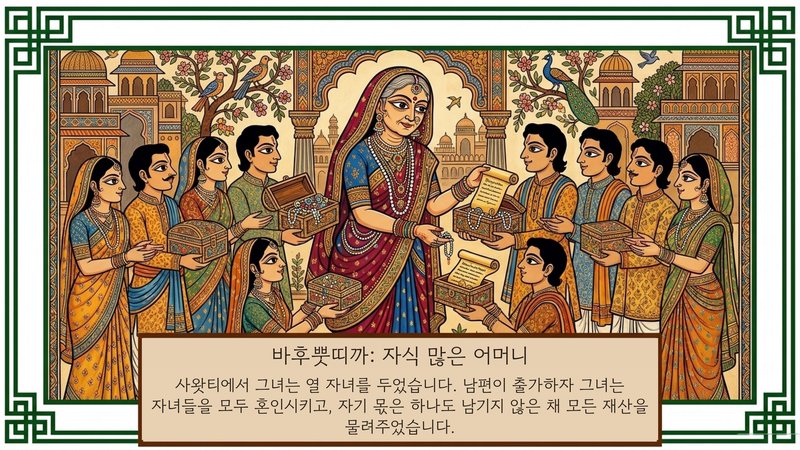 바후뿟띠까: 자식 많은 어머니
사왓티에서 그녀는 열 자녀를 두었습니다. 남편이 출가하자 그녀는
자녀들을 모두 혼인시키고, 자기 몫은 하나도 남기지 않은 채 모든 재산을
물려주었습니다.